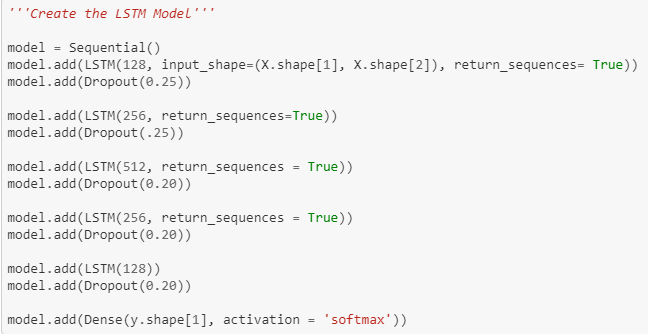 '''Create the LSTM Model'''
model = Sequential()
model.add(LSTM(128, input_shape=(X.shape[1], X.shape[2]), return_sequences= True))
model.add(Dropout(0.25))
model.add(LSTM(256, return_sequences=True))
model.add(Dropout(.25))
model.add(LSTM(512, return_sequences = True))
model.add(Dropout(0.20))
model.add(LSTM(256, return_sequences = True))
model.add(Dropout(0.20))
model.add(LSTM(128))
model.add(Dropout(0.20))
model.add(Dense(y.shape[1], activation = 'softmax'))